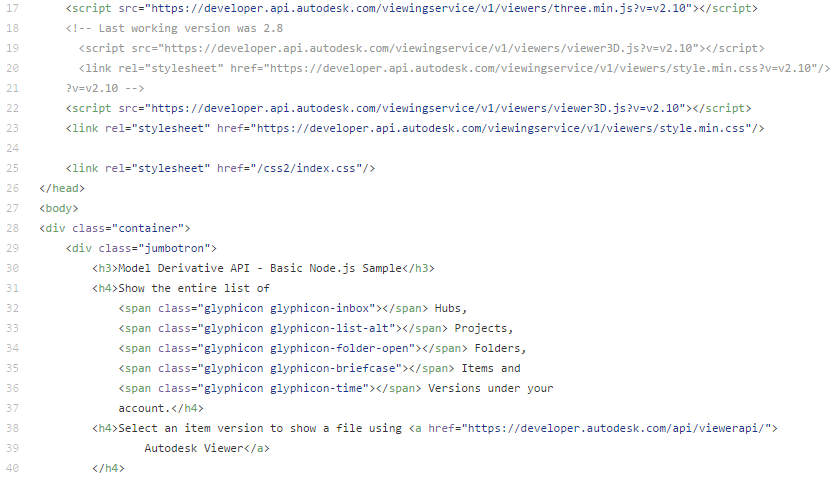 17 <script src="https://developer.api.autodesk.com/viewingservice/v1/viewers/three.min.js?v=v2.10"></script>
18 <!-- Last working version was 2.8
19 <script src="https://developer.api.autodesk.com/viewingservice/v1/viewers/viewer3D.js?v=v2.10"></script>
20 <link rel="stylesheet" href="https://developer.api.autodesk.com/viewingservice/v1/viewers/style.min.css?v=v2.10"/>
21 ?v=v2.10 -->
22 <script src="https://developer.api.autodesk.com/viewingservice/v1/viewers/viewer3D.js?v=v2.10"></script>
23 <link rel="stylesheet" href="https://developer.api.autodesk.com/viewingservice/v1/viewers/style.min.css"/>
24
25 <link rel="stylesheet" href="/css2/index.css"/>
26 </head>
27 <body>
28 <div class="container">
29 <div class="jumbotron">
30 <h3>Model Derivative API - Basic Node.js Sample</h3>
31 <h4>Show the entire list of
32 <span class="glyphicon glyphicon-inbox"></span> Hubs,
33 <span class="glyphicon glyphicon-list-alt"></span> Projects,
34 <span class="glyphicon glyphicon-folder-open"></span> Folders,
35 <span class="glyphicon glyphicon-briefcase"></span> Items and
36 <span class="glyphicon glyphicon-time"></span> Versions under your
37 account.</h4>
38 <h4>Select an item version to show a file using <a href="https://developer.autodesk.com/api/viewerapi/">
39 Autodesk Viewer</a>
40 </h4>